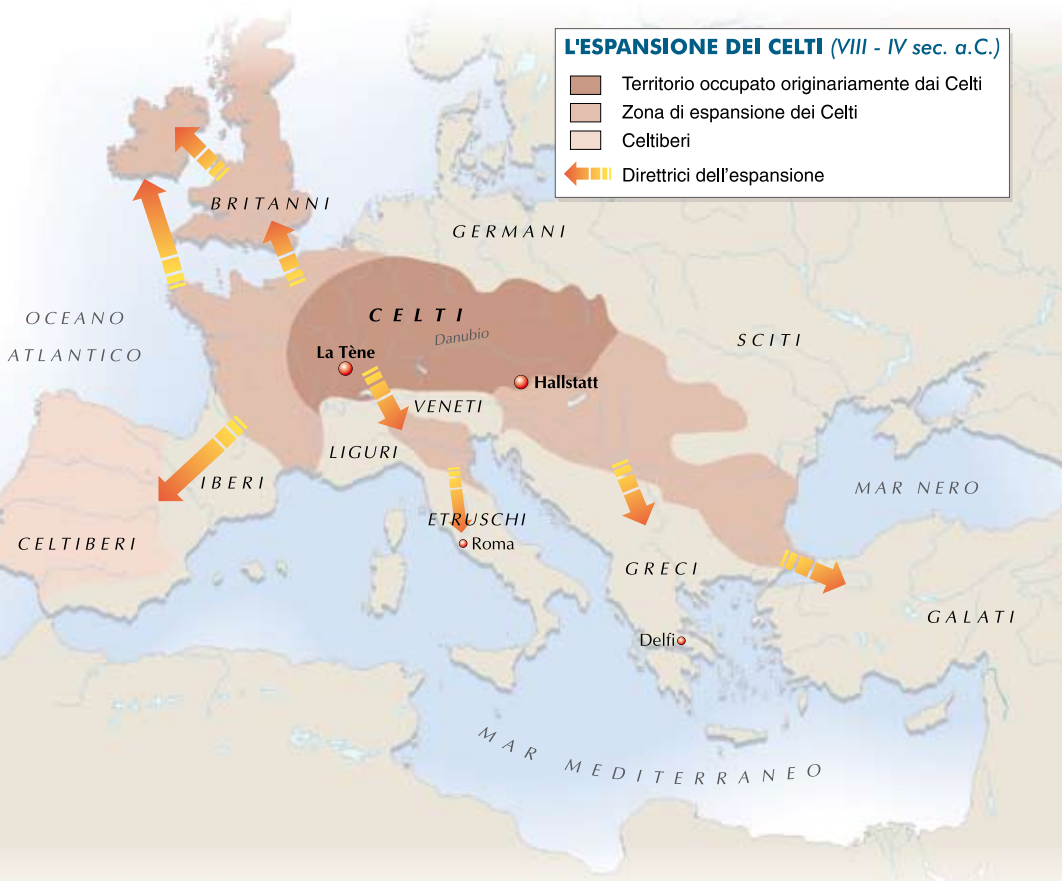 L'ESPANSIONE DEI CELTI (VIII - IV sec. a.C.)
Territorio occupato originariamente dai Celti
Zona di espansione dei Celti
Celtiberi
Direttrici dell'espansione
BRITANNI
GERMANI
OCEANO
ATLANTICO
CELTI
Danubio
SCITI
La Tène
Hallstatt
VENETI
LIGURI
IBERI
MAR NERO
ETRUSCHI
CELTIBERI
Roma
GRECI
GALATI
Delfi
MAR MEDITERRANEO